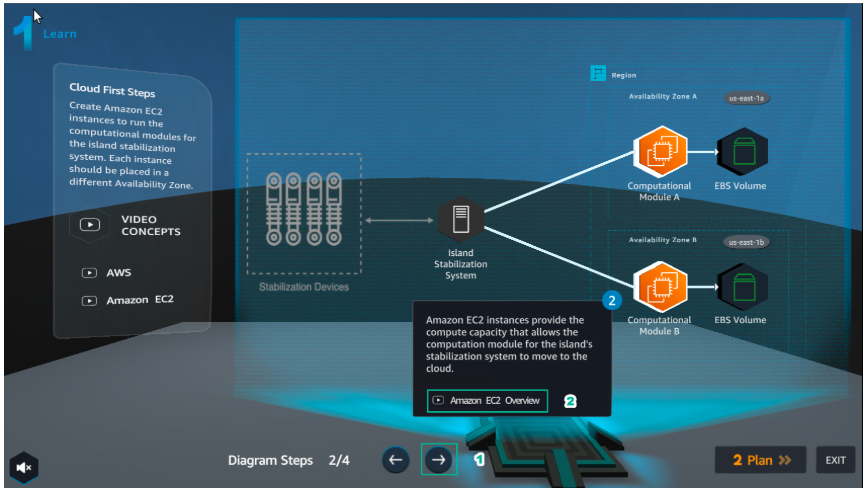 1
Learn
Cloud First Steps
Create Amazon EC2
instances to run the
computational modules for
the island stabilization
system. Each instance
should be placed in a
different Availability Zone.
VIDEO
CONCEPTS
AWS
Amazon EC2
Region
Availability Zone A
us-east-1a
Computational
Module A
EBS Volume
Stabilization Devices
Island
Stabilization
System
Availability Zone B
us-east-1b
Computational
Module B
EBS Volume
2
Amazon EC2 instances provide the
compute capacity that allows the
computation module for the island's
stabilization system to move to the
cloud.
Amazon EC2 Overview
2
Diagram Steps 2/4
1
2 Plan
EXIT